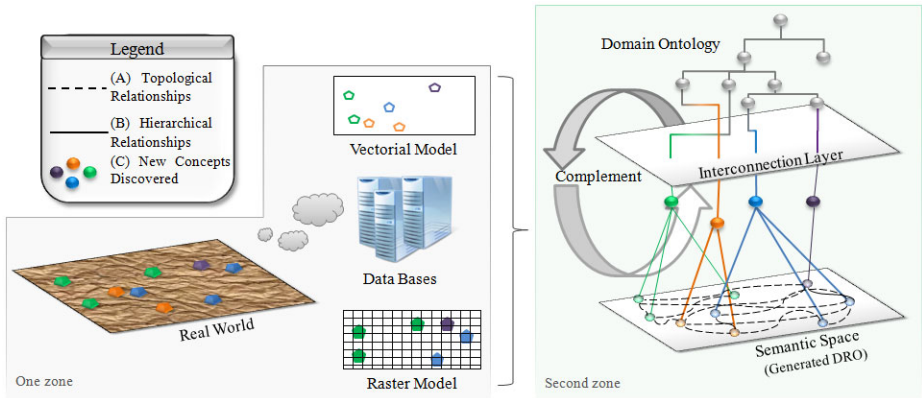 Legend
(A) Topological
Relationships
(B) Hierarchical
Relationships
(C) New Concepts
Discovered
Real World
One zone
Vectorial Model
Data Bases
Raster Model
Domain Ontology
Interconnection Layer
Complement
Semantic Space
(Generated DRO)
Second zone